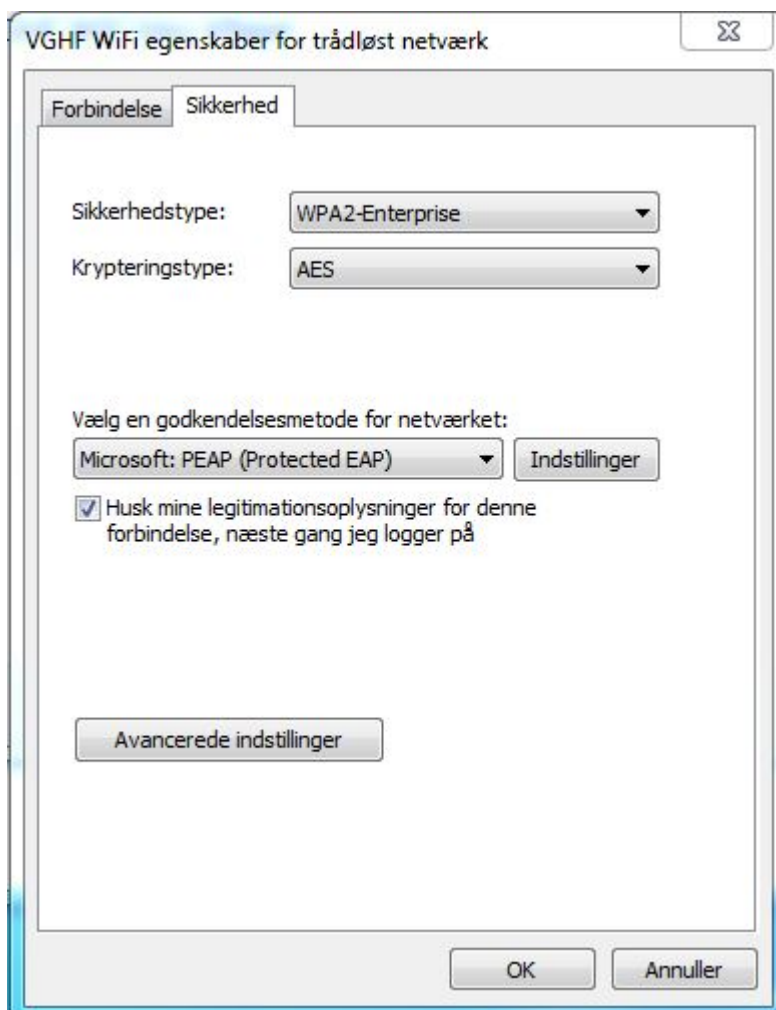 VGHF WiFi egenskaber for trådløst netværk
Forbindelse
Sikkerhed
Sikkerhedstype:
WPA2-Enterprise
Krypteringstype:
AES
Vælg en godkendelsesmetode for netværket:
Microsoft: PEAP (Protected EAP)
Indstillinger
Husk mine legitimationsoplysninger for denne
forbindelse, næste gang jeg logger på
Avancerede indstillinger
OK
Annuller